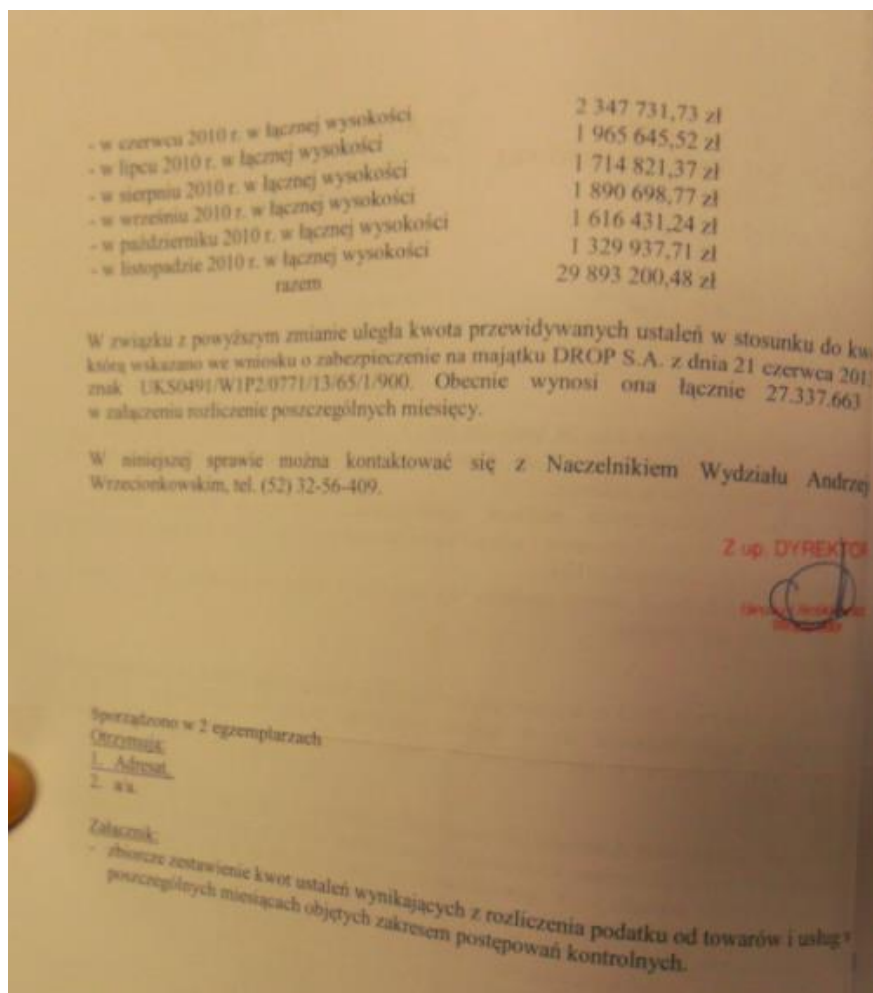 - w czerwcu 2010 r. w łącznej wysokości 2 347 731,73 zł
- w lipcu 2010 r. w łącznej wysokości 1 965 645,52 zł
- w sierpniu 2010 r. w łącznej wysokości 1 714 821,37 zł
- w wrześniu 2010 r. w łącznej wysokości 1 890 698,77 zł
- w październiku 2010 r. w łącznej wysokości 1 616 431,24 zł
- w listopadzie 2010 r. w łącznej wysokości 1 329 937,71 zł
razem 29 893 200,48 zł
W związku z powyższym zmianie uległa kwota przewidywanych ustaleń w stosunku do
którą wskazano we wniosku o zabezpieczenie na majątku DROP S.A. z dnia 21 czerwca 201
znak UKS0491/W1P2/0771/13/65/1/900. Obecnie wynosi ona łącznie 27.337.663
w załączeniu rozliczenie poszczególnych miesięcy.
W niniejszej sprawie można kontaktować się z Naczelnikiem Wydziału Andrzej
Wrzecionkowskim, tel. (52) 32-56-409.
Z up. DYREKTO
Sporządzono w 2 egzemplarzach
Otrzymują:
1. Adresat.
2. a/a.
Załącznik:
- zbiorcze zestawienie kwot ustaleń wynikających z rozliczenia podatku od towarów i usług
poszczególnych miesiącach objętych zakresem postępowań kontrolnych.